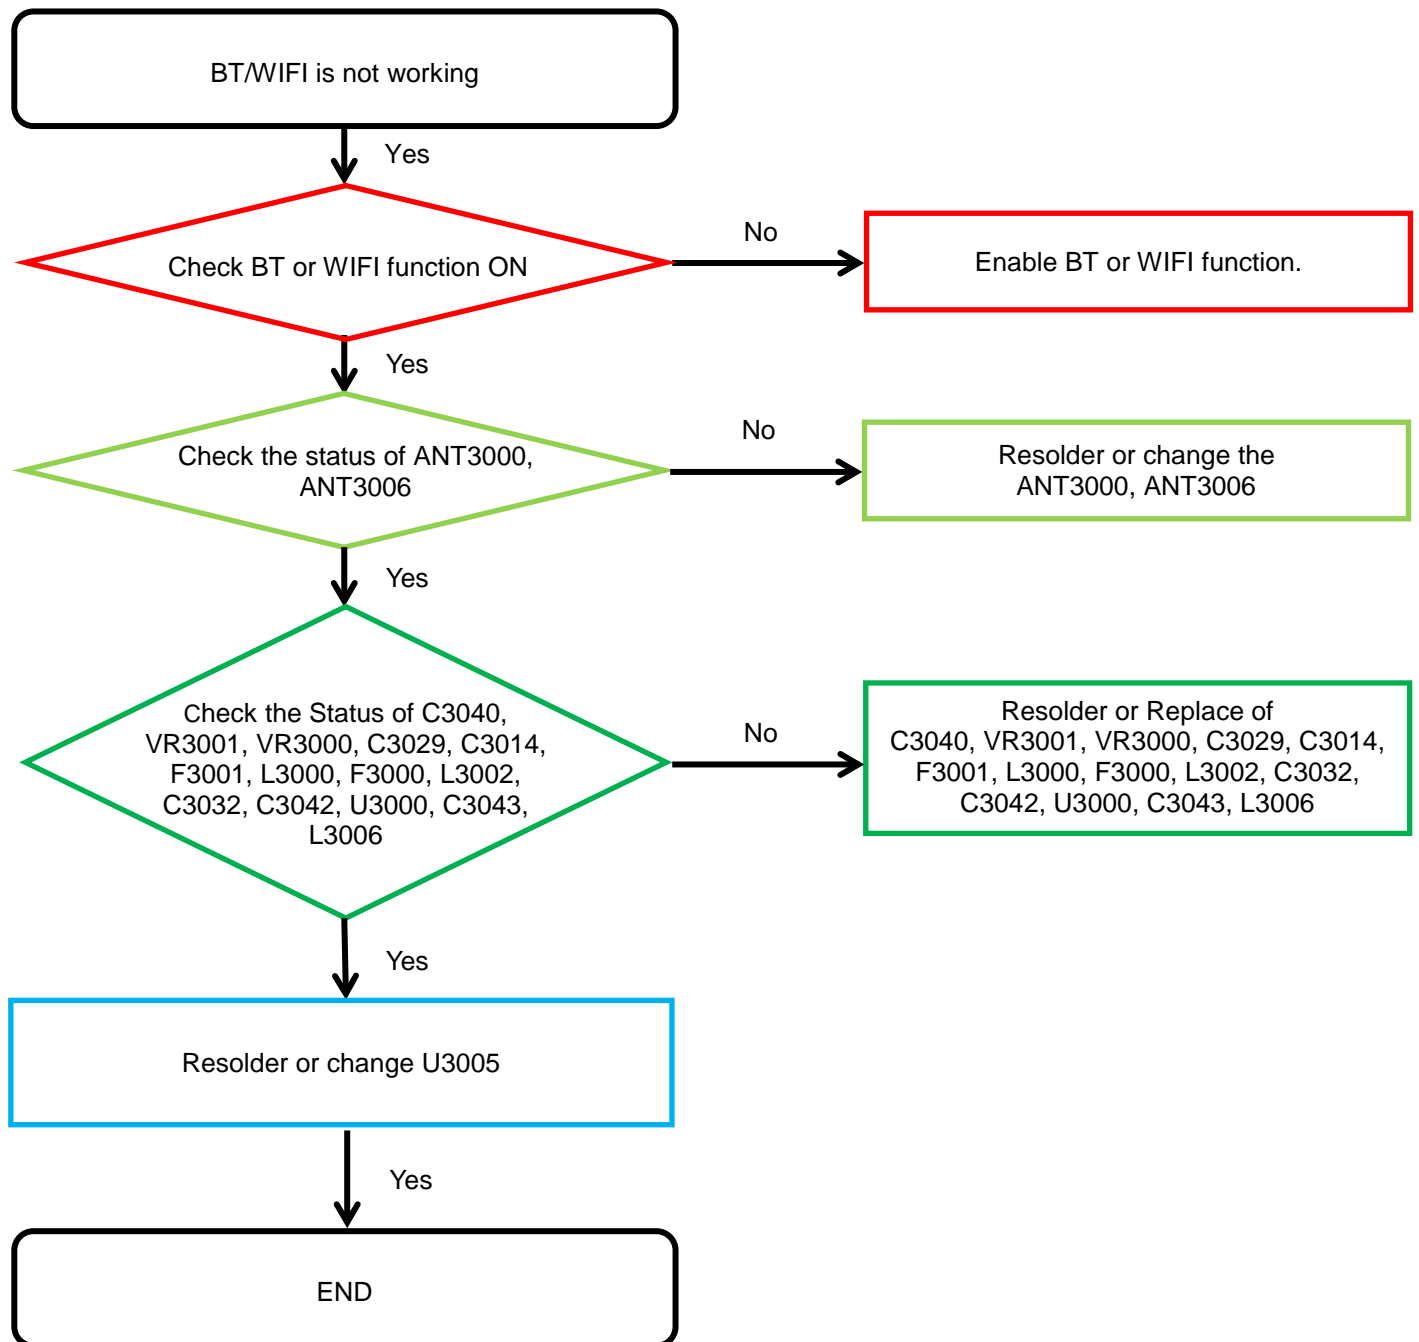 BT/WIFI is not working
Yes
Check BT or WIFI function ON
No
Enable BT or WIFI function.
Yes
Check the status of ANT3000,
ANT3006
No
Resolder or change the
ANT3000, ANT3006
Yes
Check the Status of C3040,
VR3001, VR3000, C3029, C3014,
F3001, L3000, F3000, L3002,
C3032, C3042, U3000, C3043,
L3006
No
Resolder or Replace of
C3040, VR3001, VR3000, C3029, C3014,
F3001, L3000, F3000, L3002, C3032,
C3042, U3000, C3043, L3006
Yes
Resolder or change U3005
Yes
END